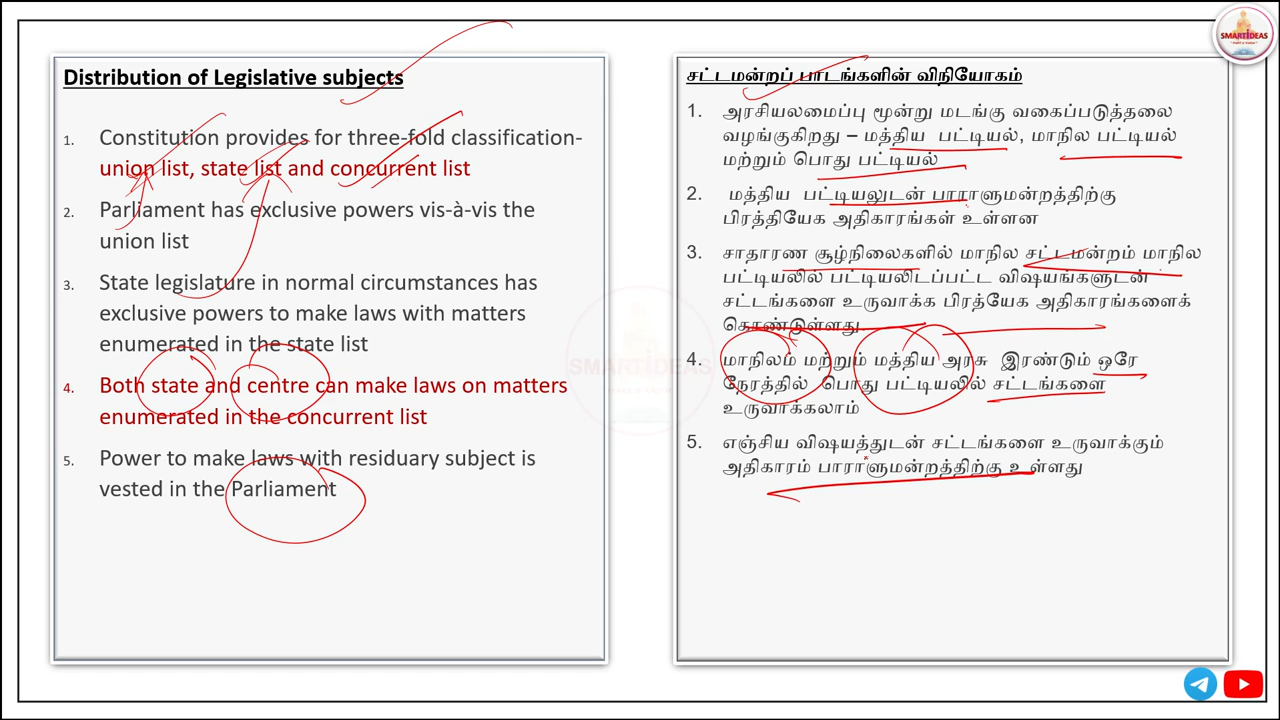 SMARTIDEAS
Distribution of Legislative subjects
1. Constitution provides for three-fold classification-
union list, state list and concurrent list
2. Parliament has exclusive powers vis-à-vis the
union list
3. State legislature in normal circumstances has
exclusive powers to make laws with matters
enumerated in the state list
4. Both state and centre can make laws on matters
enumerated in the concurrent list
5. Power to make laws with residuary subject is
vested in the Parliament
சட்டமன்றப் பாடங்களின் விநியோகம்
1. அரசியலமைப்பு மூன்று மடங்கு வகைப்படுத்தலை
வழங்குகிறது – மத்திய பட்டியல், மாநில பட்டியல்
மற்றும் பொது பட்டியல்
2. மத்திய பட்டியலுடன் பாராளுமன்றத்திற்கு
பிரத்தியேக அதிகாரங்கள் உள்ளன
3. சாதாரண சூழ்நிலைகளில் மாநில சட்டமன்றம் மாநில
பட்டியலில் பட்டியலிடப்பட்ட விஷயங்களுடன்
சட்டங்களை உருவாக்க பிரத்யேக அதிகாரங்களைக்
கொண்டுள்ளது
4. மாநிலம் மற்றும் மத்திய அரசு இரண்டும் ஒரே
நேரத்தில் பொது பட்டியலில் சட்டங்களை
உருவாக்கலாம்
5. எஞ்சிய விஷயத்துடன் சட்டங்களை உருவாக்கும்
அதிகாரம் பாராளுமன்றத்திற்கு உள்ளது
SMARTIDEAS